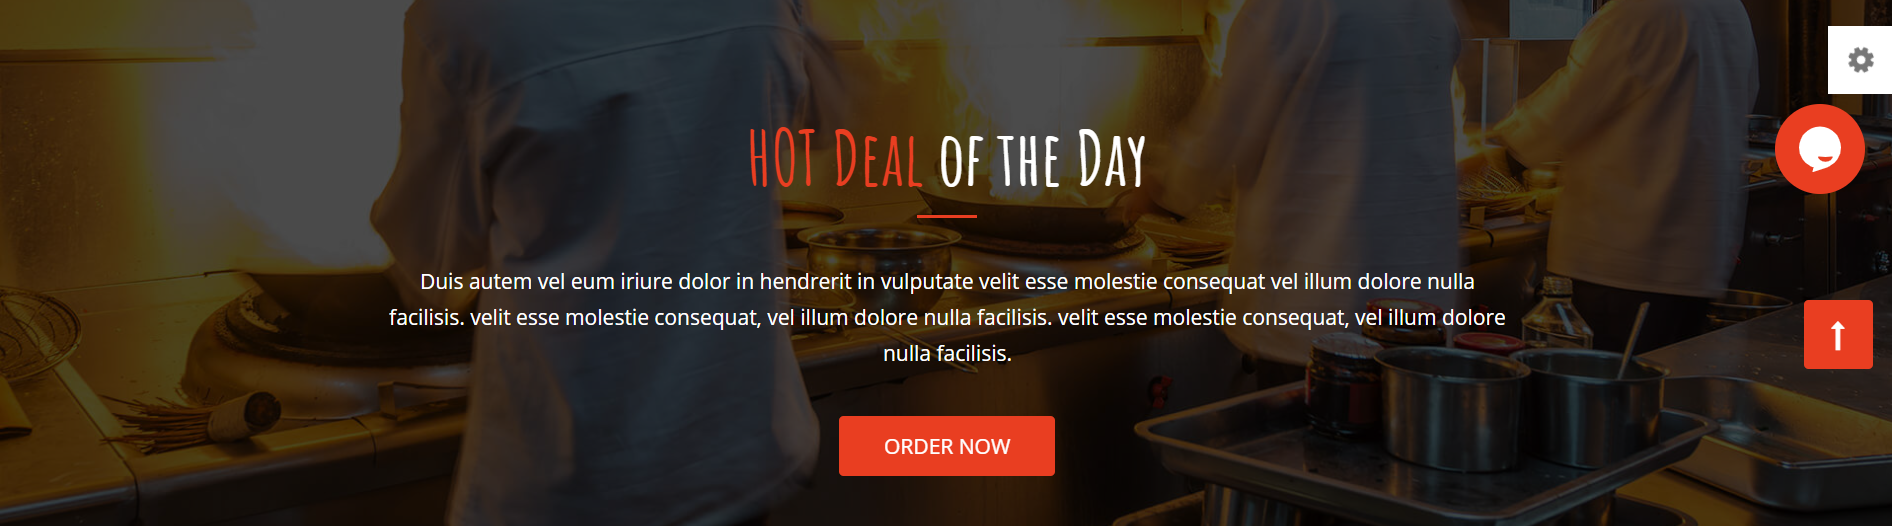 HOT Deal of the Day
Duis autem vel eum iriure dolor in hendrerit in vulputate velit esse molestie consequat vel illum dolore nulla
facilisis. velit esse molestie consequat, vel illum dolore nulla facilisis. velit esse molestie consequat, vel illum dolore
nulla facilisis.
ORDER NOW